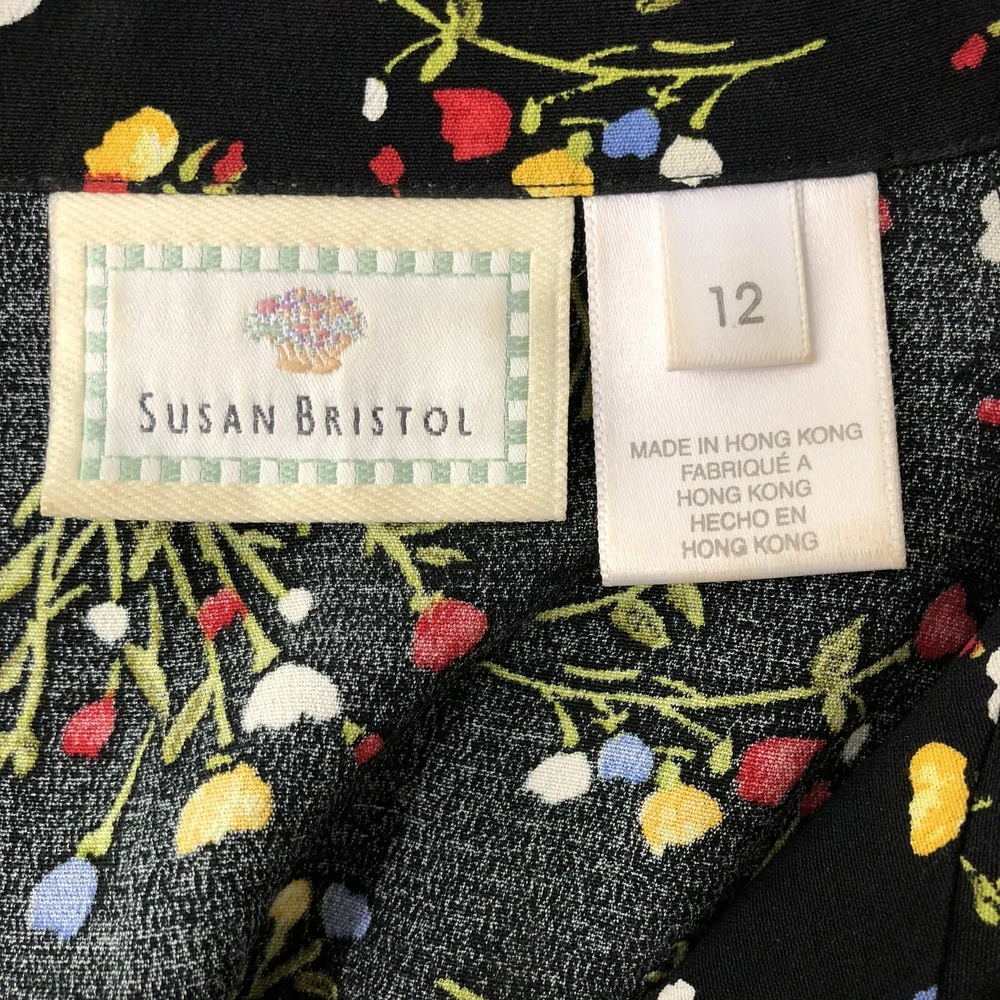 SUSAN BRISTOL
12
MADE IN HONG KONG
FABRIQUÉ A
HONG KONG
HECHO EN
HONG KONG